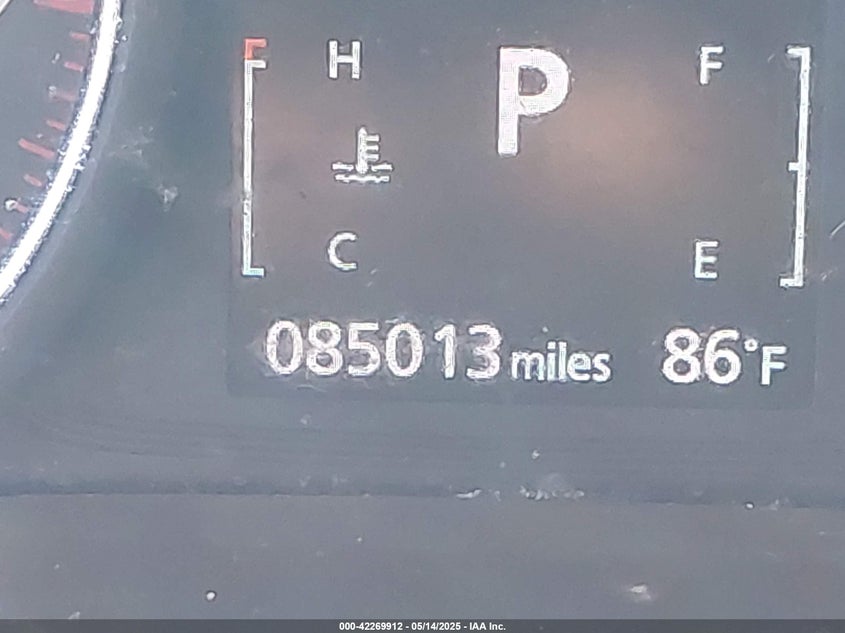 H P F
C E
085013 miles 86°F
000-42269912 - 05/14/2025 - IAA Inc.